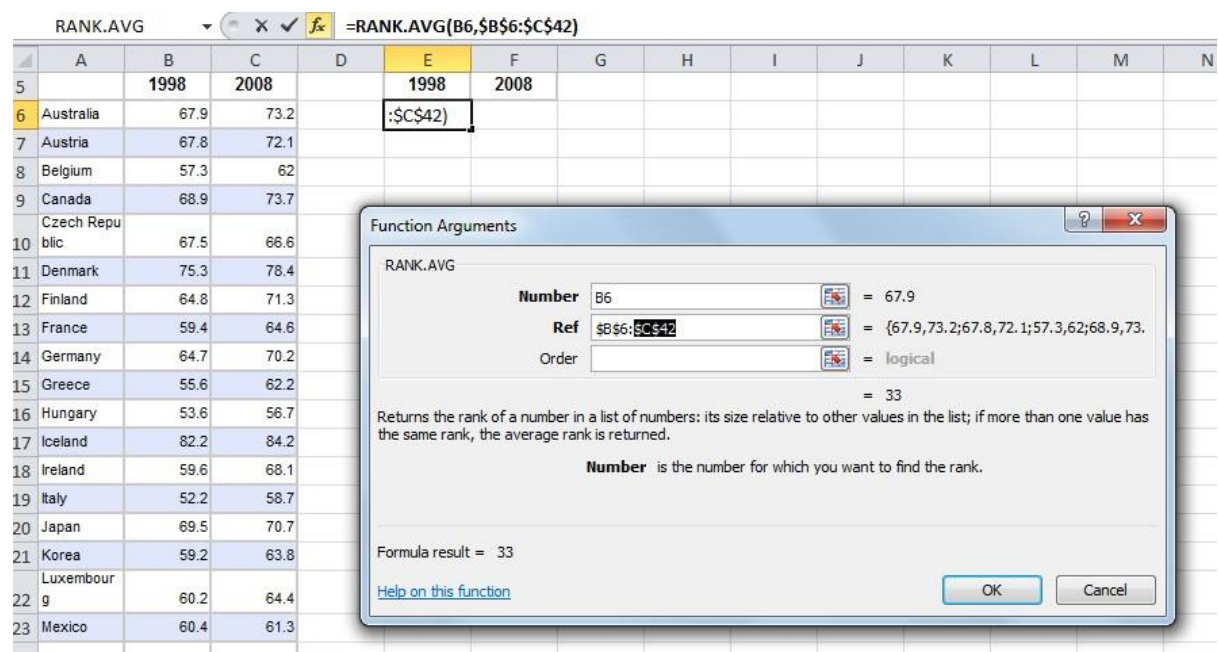 RANK.AVG =RANK.AVG(B6,$B$6:$C$42)
A B C D E F G H I J K L M N
5 1998 2008 1998 2008
6 Australia 67.9 73.2 :$C$42)
7 Austria 67.8 72.1
8 Belgium 57.3 62
9 Canada 68.9 73.7
Czech Repu
10 blic 67.5 66.6
11 Denmark 75.3 78.4
12 Finland 64.8 71.3
13 France 59.4 64.6
14 Germany 64.7 70.2
15 Greece 55.6 62.2
16 Hungary 53.6 56.7
17 Iceland 82.2 84.2
18 Ireland 59.6 68.1
19 Italy 52.2 58.7
20 Japan 69.5 70.7
21 Korea 59.2 63.8
Luxembour
22 g 60.2 64.4
23 Mexico 60.4 61.3
Function Arguments
RANK.AVG
Number B6 = 67.9
Ref $B$6:$C$42 = {67.9,73.2;67.8,72.1;57.3,62;68.9,73.
Order = logical
= 33
Returns the rank of a number in a list of numbers: its size relative to other values in the list; if more than one value has
the same rank, the average rank is returned.
Number is the number for which you want to find the rank.
Formula result = 33
Help on this function
OK Cancel